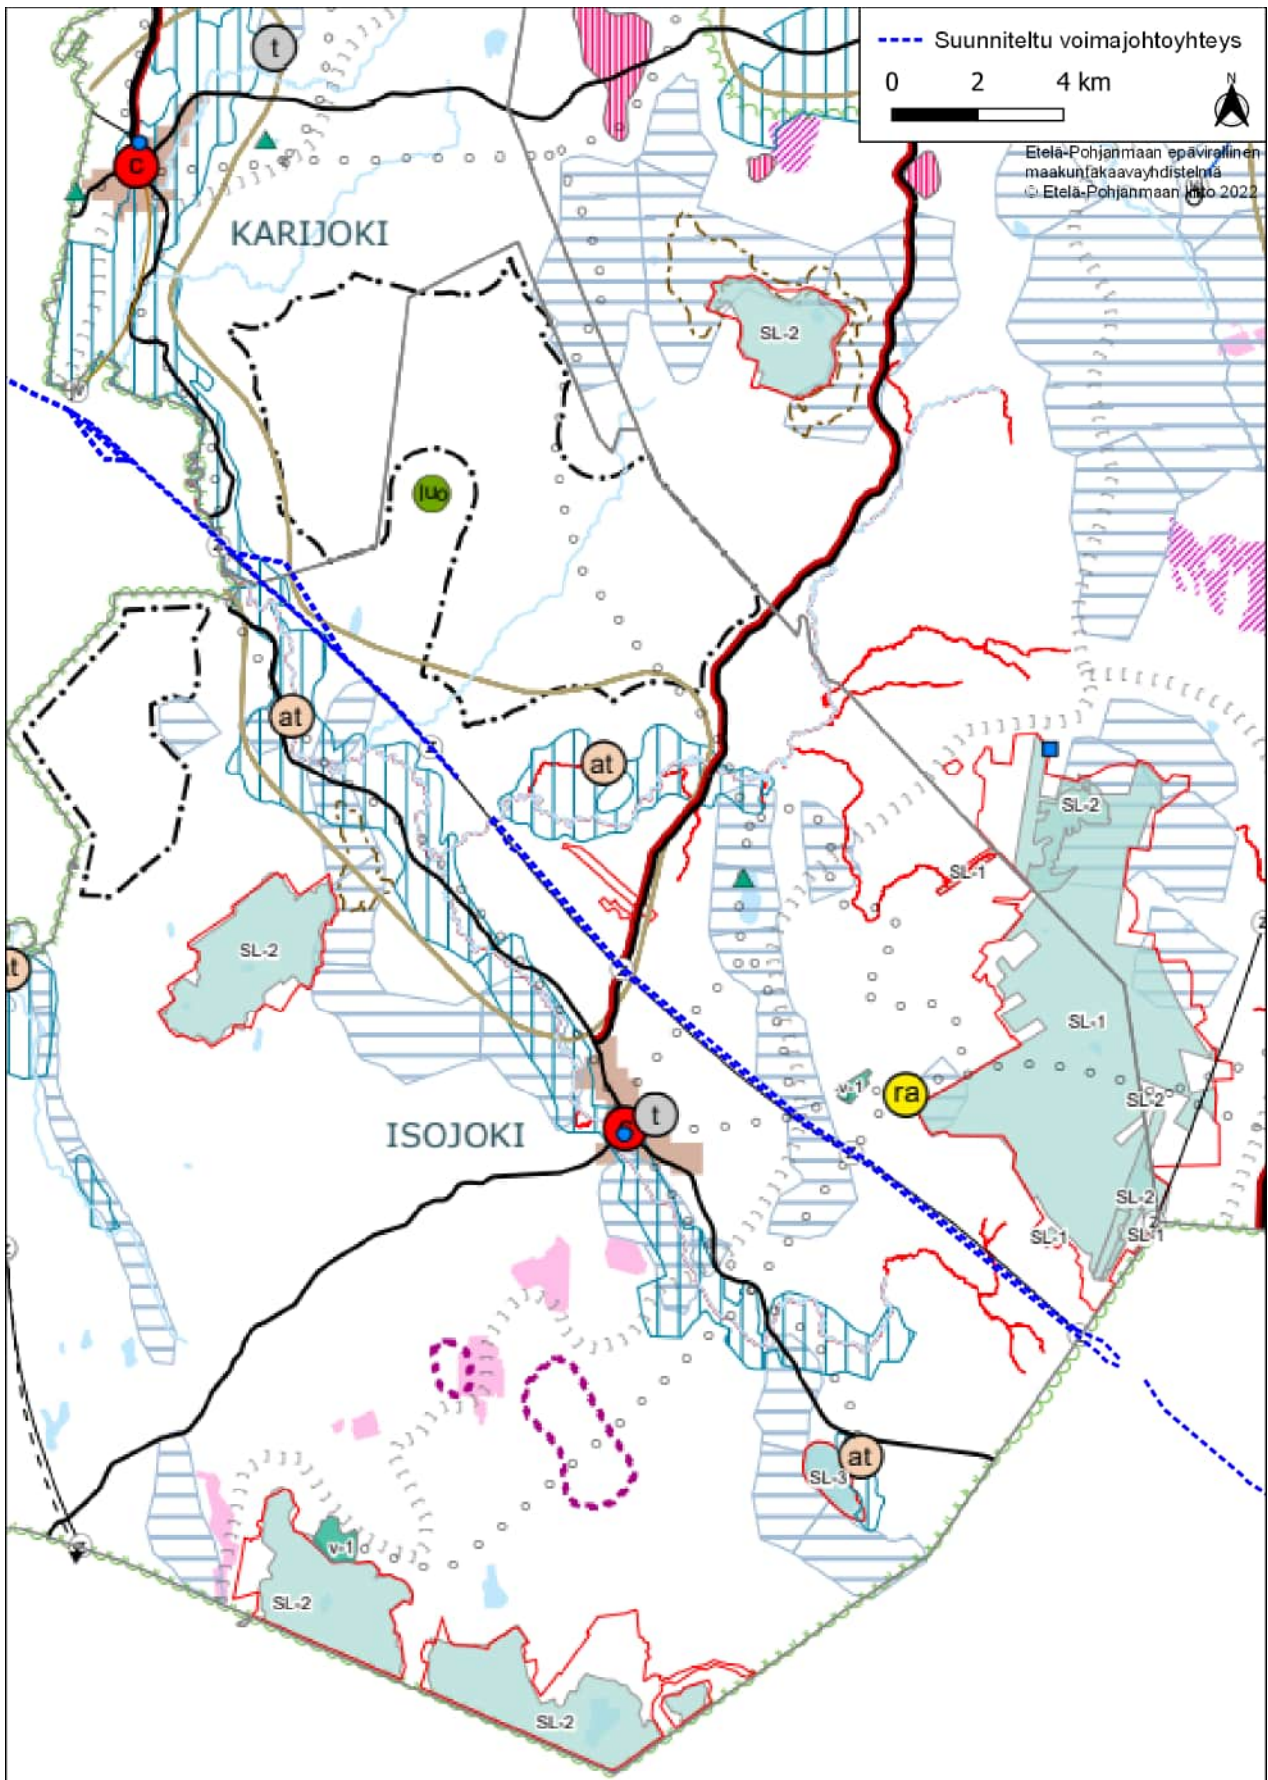 t
Suunniteltu voimajohtoyhteys
0 2 4 km
N
Etelä-Pohjanmaan epävirallinen
maakuntakaavayhdistelmä
© Etelä-Pohjanmaan liitto 2022
c
KARIJOKI
SL-2
luo
z
at
z
at
SL-2
SL-1
z
SL-2
at
SL-1
v-1
ra
SL-2
t
ISOJOKI
z
SL-2
SL-1
SL-1
z
at
SL-3
v-1
SL-2
SL-2